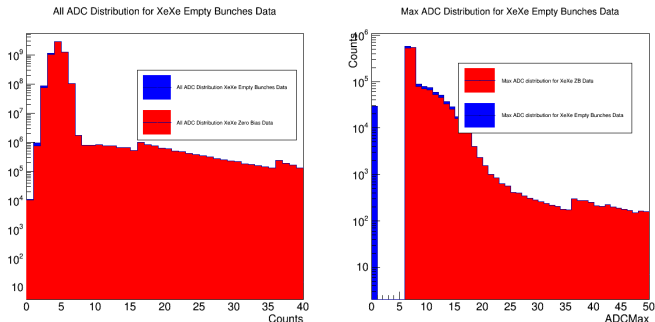 All ADC Distribution for XeXe Empty Bunches Data
10^9
10^8
10^7
10^6
10^5
10^4
10^3
10^2
10
All ADC Distribution XeXe Empty Bunches Data
All ADC Distribution XeXe Zero Bias Data
0 5 10 15 20 25 30 35 40
Counts
Max ADC Distribution for XeXe Empty Bunches Data
Counts
10^6
10^5
10^4
10^3
10^2
10
Max ADC distribution for XeXe ZB Data
Max ADC distribution for XeXe Empty Bunches Data
0 5 10 15 20 25 30 35 40 45 50
ADCMax